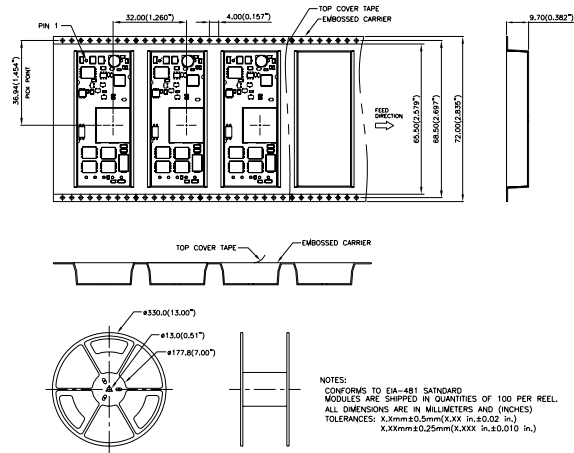 TOP COVER TAPE
32.00(1.260")
4.00(0.157")
EMBOSSED CARRIER
9.70(0.382")
PIN 1
36.94(1.454")
PICK POINT
FEED
DIRECTION
65.50(2.579")
68.50(2.697")
72.00(2.835")
TOP COVER TAPE
EMBOSSED CARRIER
ø330.0(13.00")
ø13.0(0.51")
ø177.8(7.00")
NOTES:
CONFORMS TO EIA-481 SATNDARD
MODULES ARE SHIPPED IN QUANTITIES OF 100 PER REEL.
ALL DIMENSIONS ARE IN MILLIMETERS AND (INCHES)
TOLERANCES: X.Xmm±0.5mm(X.XX in.±0.02 in.)
X.XXmm±0.25mm(X.XXX in.±0.010 in.)